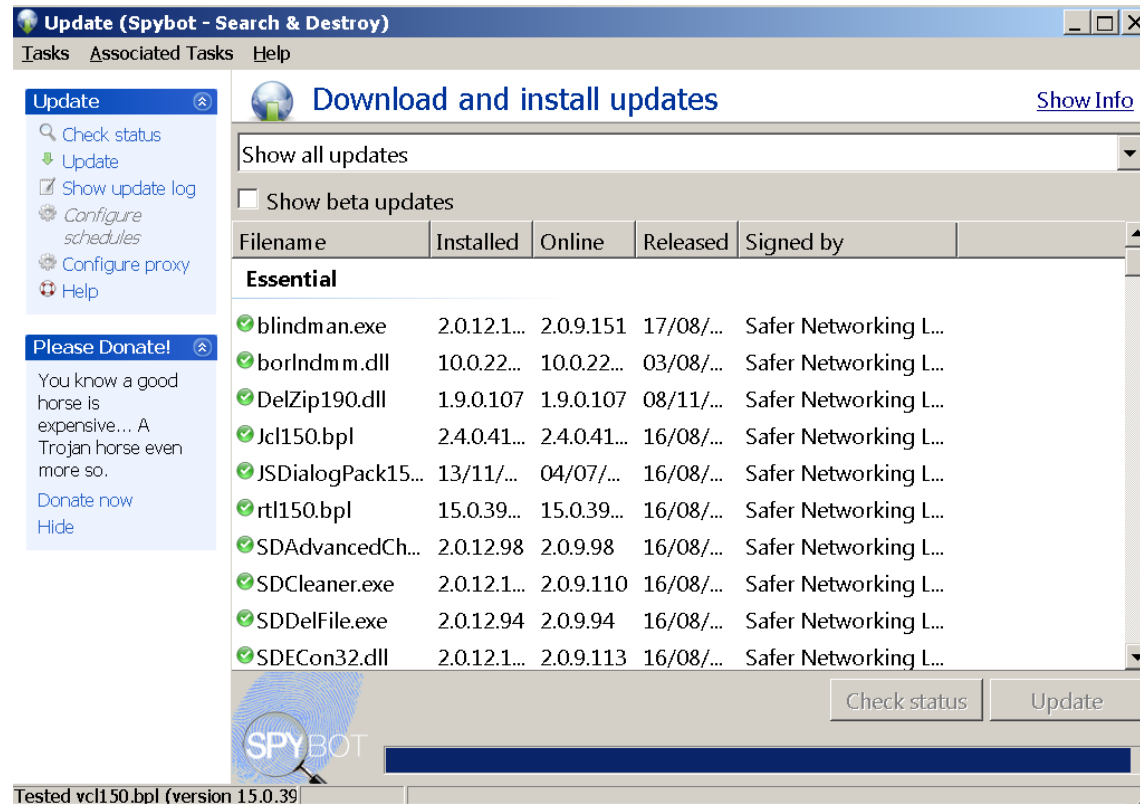 Update (Spybot - Search & Destroy)
Tasks Associated Tasks Help
Update
Check status
Update
Show update log
Configure
schedules
Configure proxy
Help
Please Donate!
You know a good
horse is
expensive... A
Trojan horse even
more so.
Donate now
Hide
Download and install updates
Show Info
Show all updates
Show beta updates
Filename Installed Online Released Signed by
Essential
blindman.exe 2.0.12.1... 2.0.9.151 17/08/... Safer Networking L...
borlndmm.dll 10.0.22... 10.0.22... 03/08/... Safer Networking L...
DelZip190.dll 1.9.0.107 1.9.0.107 08/11/... Safer Networking L...
Jcl150.bpl 2.4.0.41... 2.4.0.41... 16/08/... Safer Networking L...
JSDialogPack15... 13/11/... 04/07/... 16/08/... Safer Networking L...
rtl150.bpl 15.0.39... 15.0.39... 16/08/... Safer Networking L...
SDAdvancedCh... 2.0.12.98 2.0.9.98 16/08/... Safer Networking L...
SDCleaner.exe 2.0.12.1... 2.0.9.110 16/08/... Safer Networking L...
SDDelFile.exe 2.0.12.94 2.0.9.94 16/08/... Safer Networking L...
SDECon32.dll 2.0.12.1... 2.0.9.113 16/08/... Safer Networking L...
Check status Update
SPYBOT
Tested vcl150.bpl (version 15.0.39